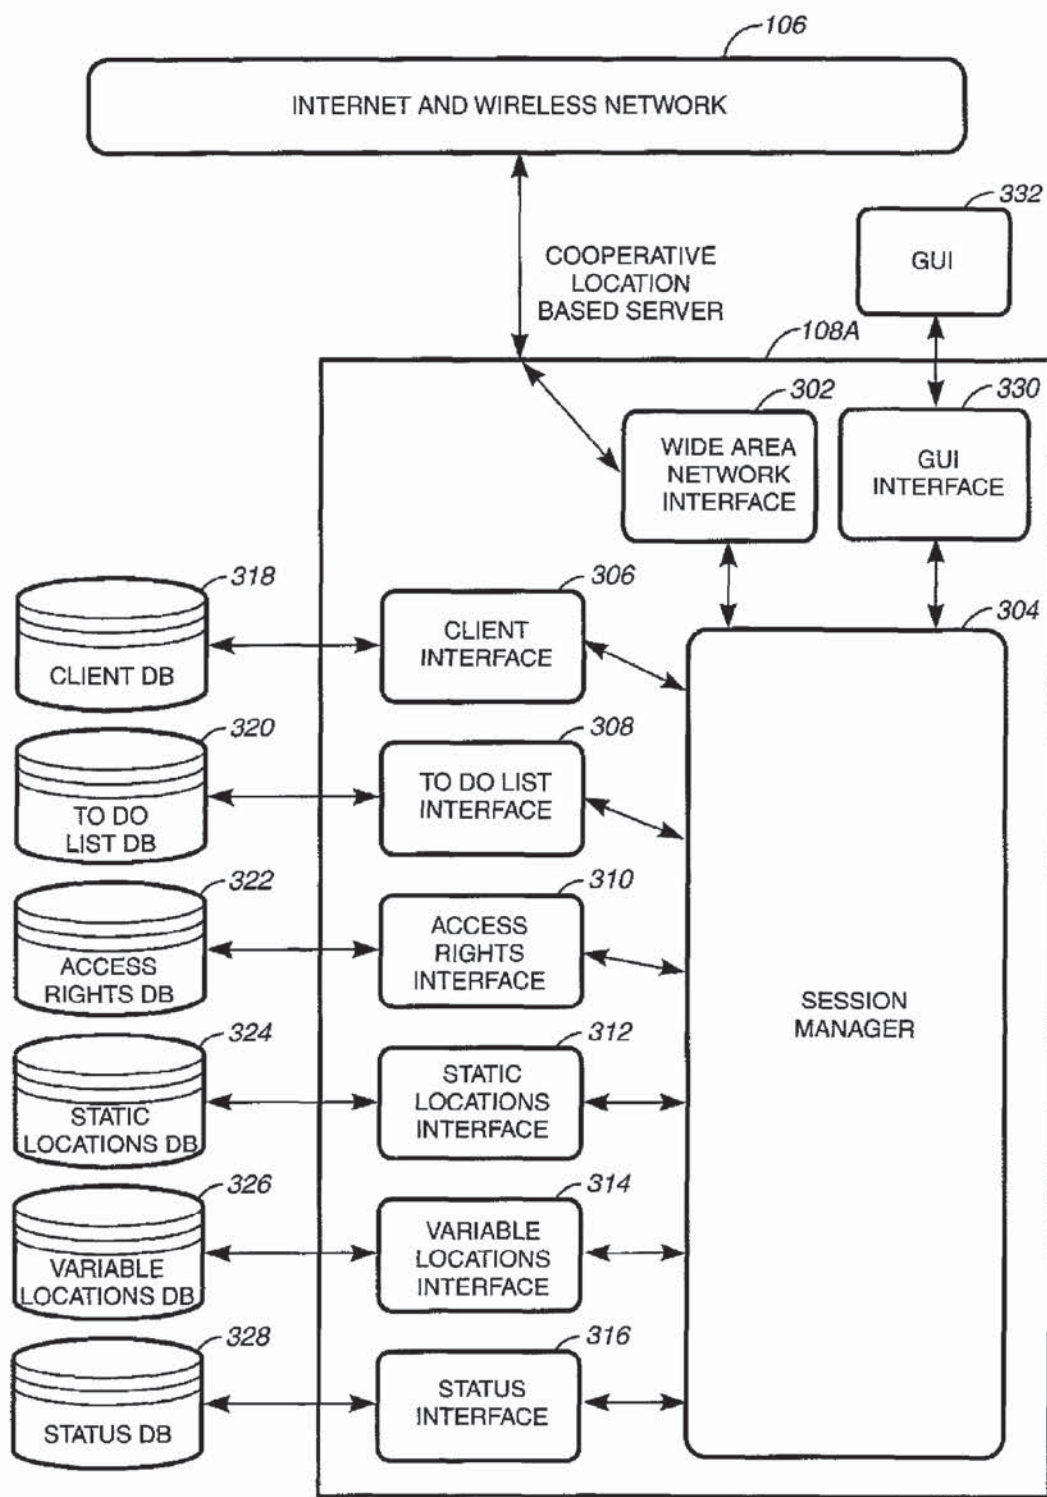 106
INTERNET AND WIRELESS NETWORK
332
GUI
COOPERATIVE
LOCATION
BASED SERVER
108A
302
WIDE AREA
NETWORK
INTERFACE
330
GUI
INTERFACE
318
CLIENT DB
306
CLIENT
INTERFACE
304
SESSION
MANAGER
320
TO DO
LIST DB
308
TO DO LIST
INTERFACE
322
ACCESS
RIGHTS DB
310
ACCESS
RIGHTS
INTERFACE
324
STATIC
LOCATIONS DB
312
STATIC
LOCATIONS
INTERFACE
326
VARIABLE
LOCATIONS DB
314
VARIABLE
LOCATIONS
INTERFACE
328
STATUS DB
316
STATUS
INTERFACE